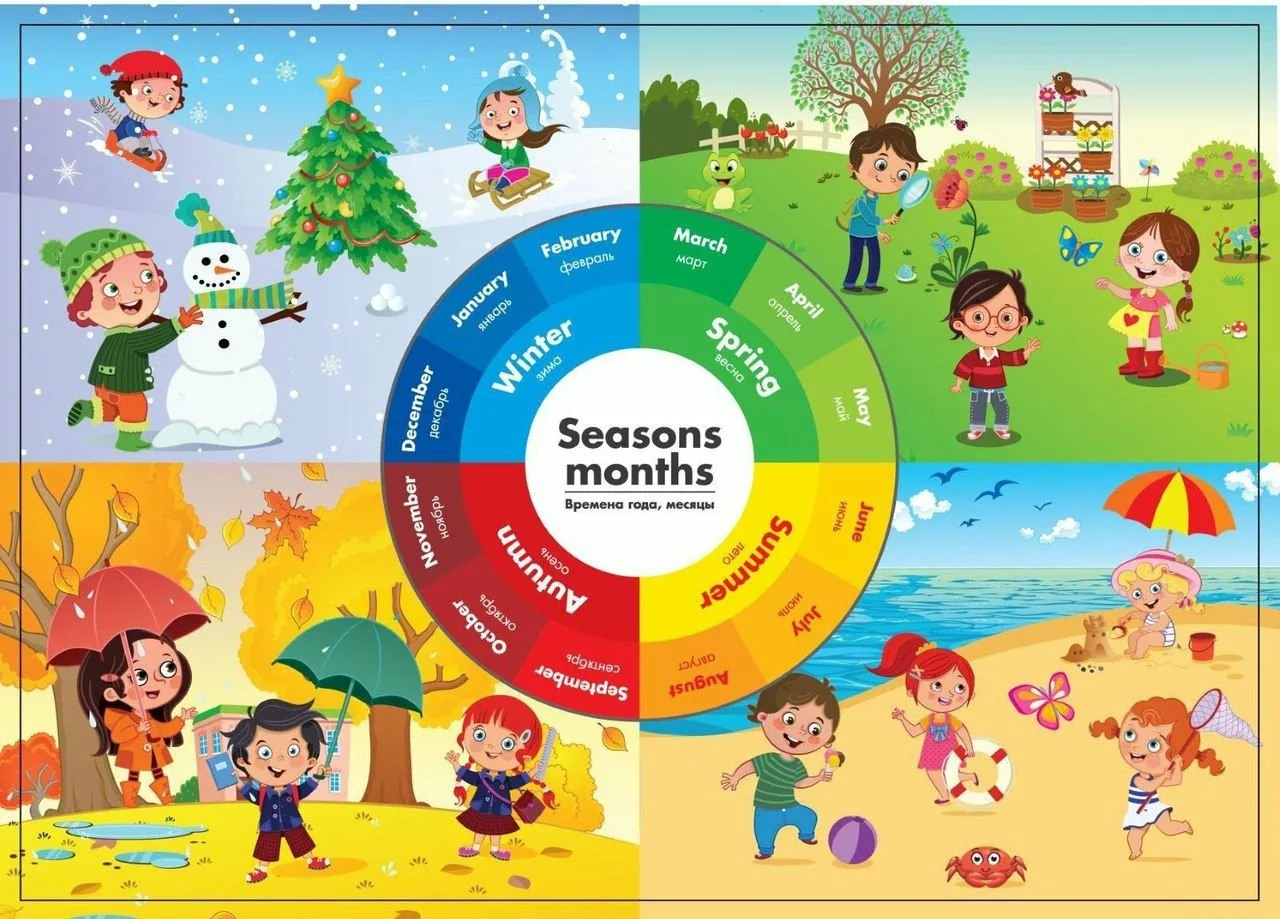 Seasons
months
Времена года, месяцы
Winter
зима
December
декабрь
January
январь
February
февраль
Spring
весна
March
март
April
апрель
May
май
Summer
лето
June
июнь
July
июль
August
август
Autumn
осень
September
сентябрь
October
октябрь
November
ноябрь